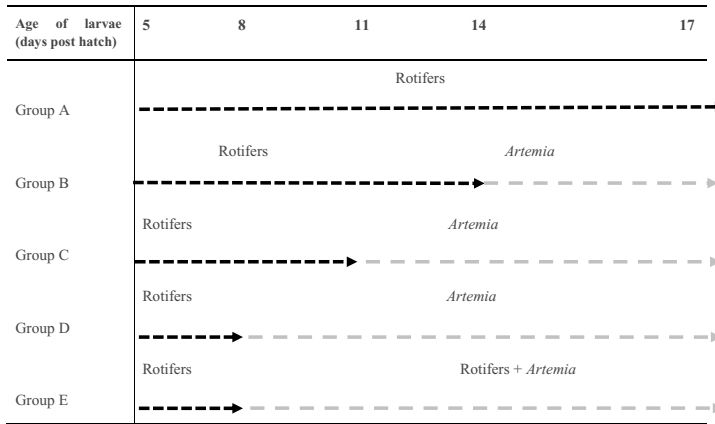 Age of larvae 5 8 11 14 17
(days post hatch)
Rotifers
Group A
Rotifers Artemia
Group B
Rotifers Artemia
Group C
Rotifers Artemia
Group D
Rotifers Rotifers + Artemia
Group E